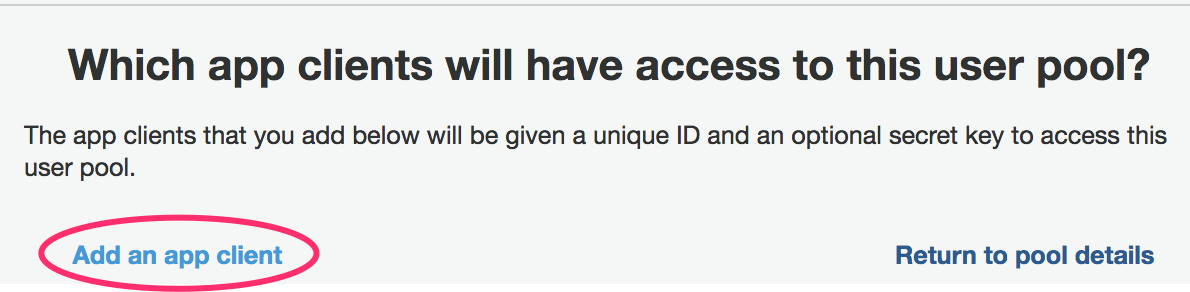 Which app clients will have access to this user pool?
The app clients that you add below will be given a unique ID and an optional secret key to access this
user pool.
Add an app client
Return to pool details